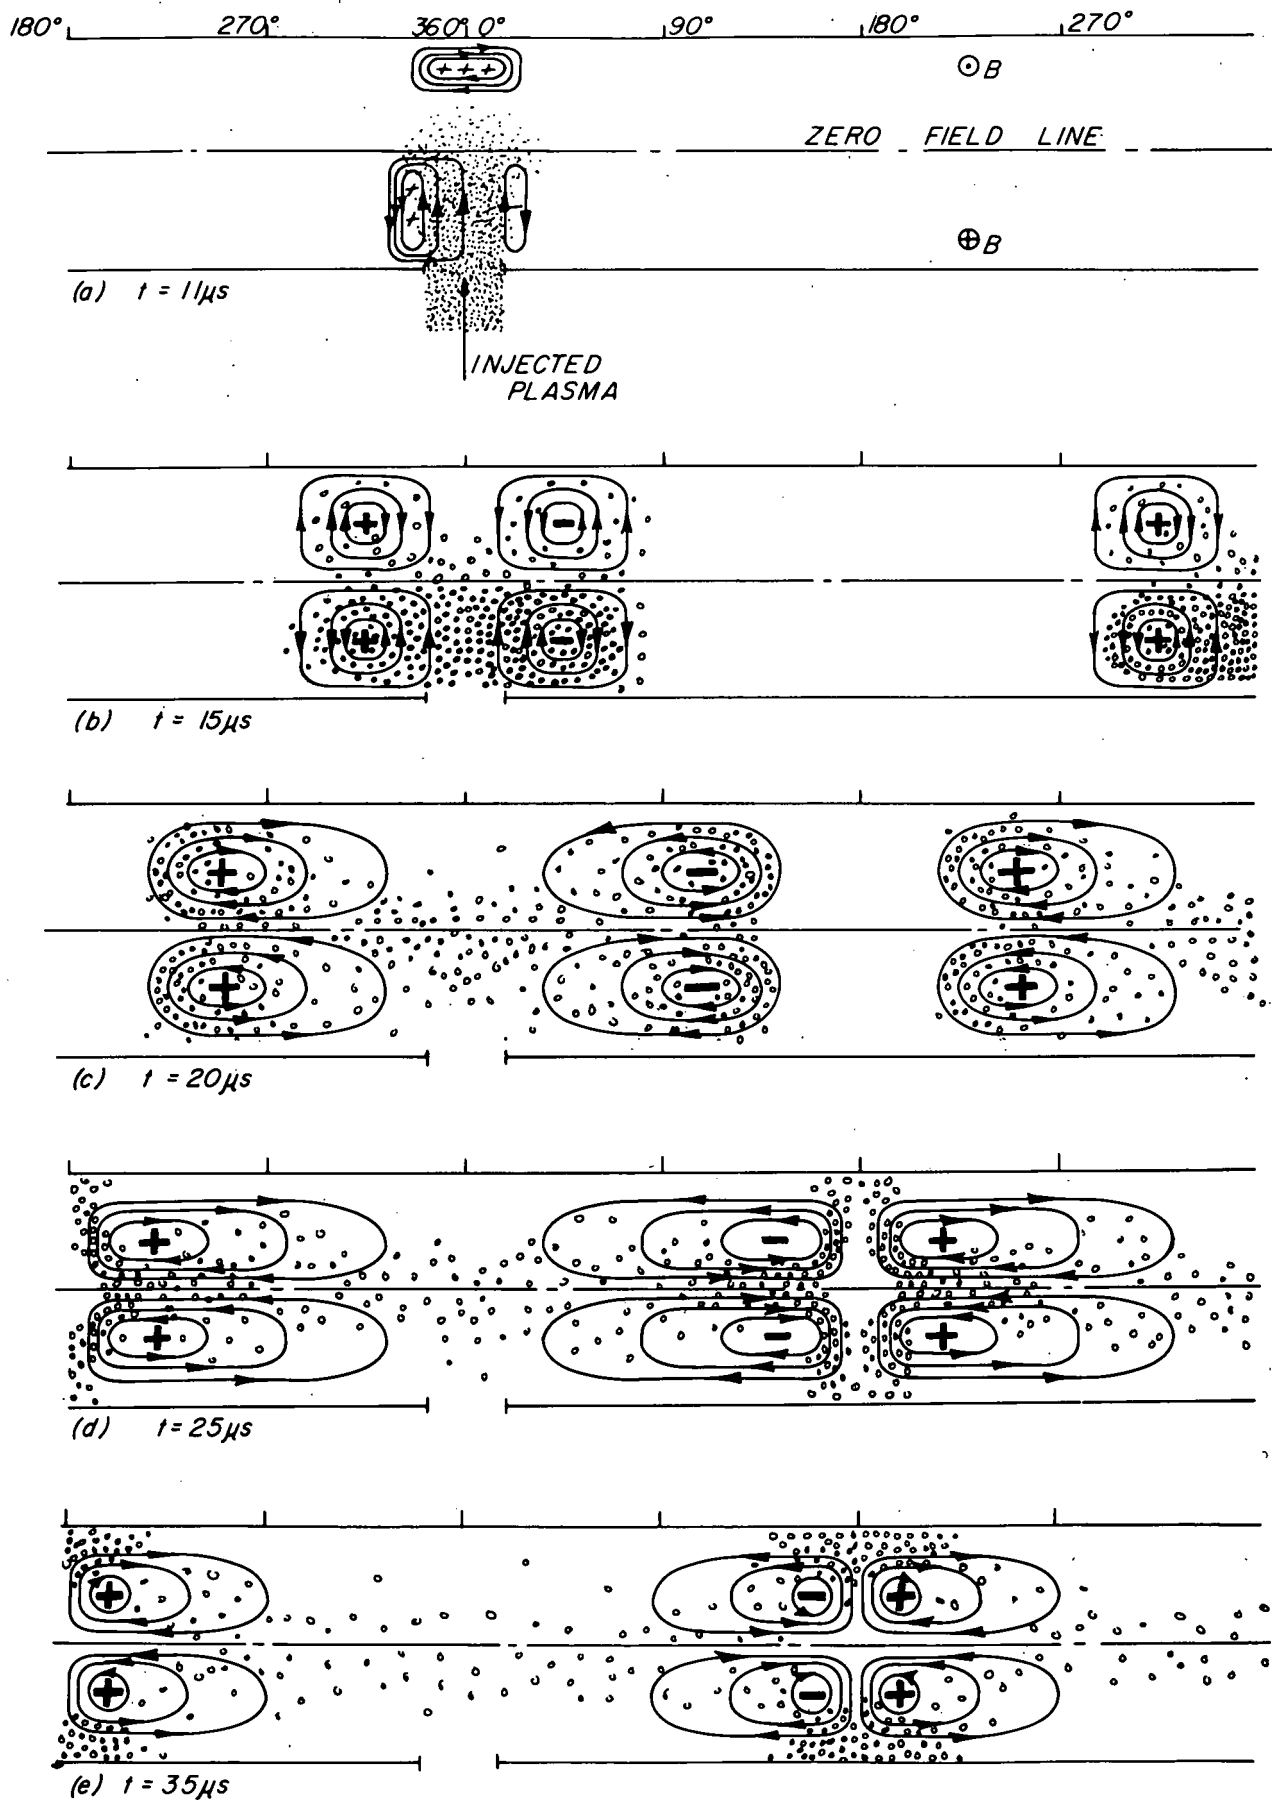 180° 270° 360° 0° 90° 180° 270°
+ + +
⊙ B
ZERO FIELD LINE
+
+
⊕ B
(a) t = 11μs
INJECTED
PLASMA
+ − +
+ − +
(b) t = 15μs
+ − +
+ − +
(c) t = 20μs
+ − +
+ − +
(d) t = 25μs
+ − +
+ − +
(e) t = 35μs